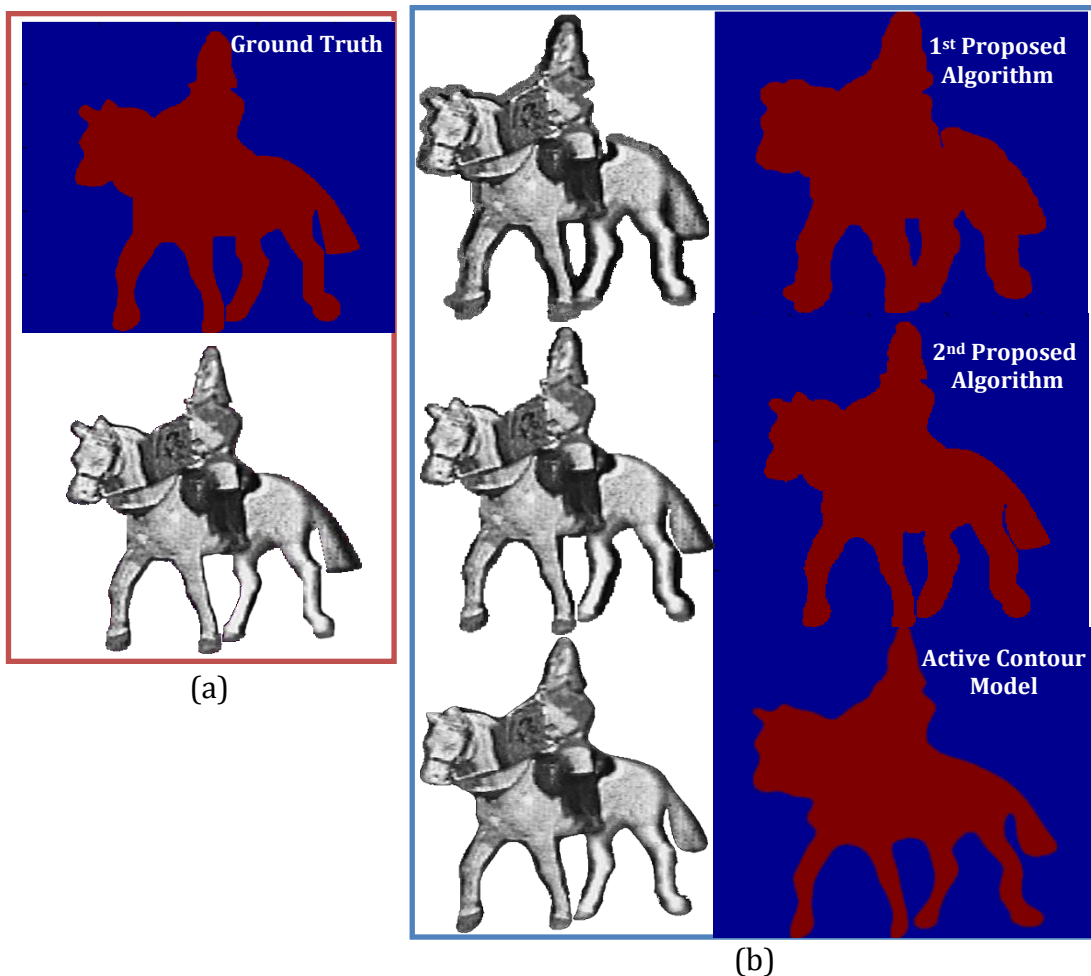 Ground Truth
(a)
1st Proposed
Algorithm
2nd Proposed
Algorithm
Active Contour
Model
(b)